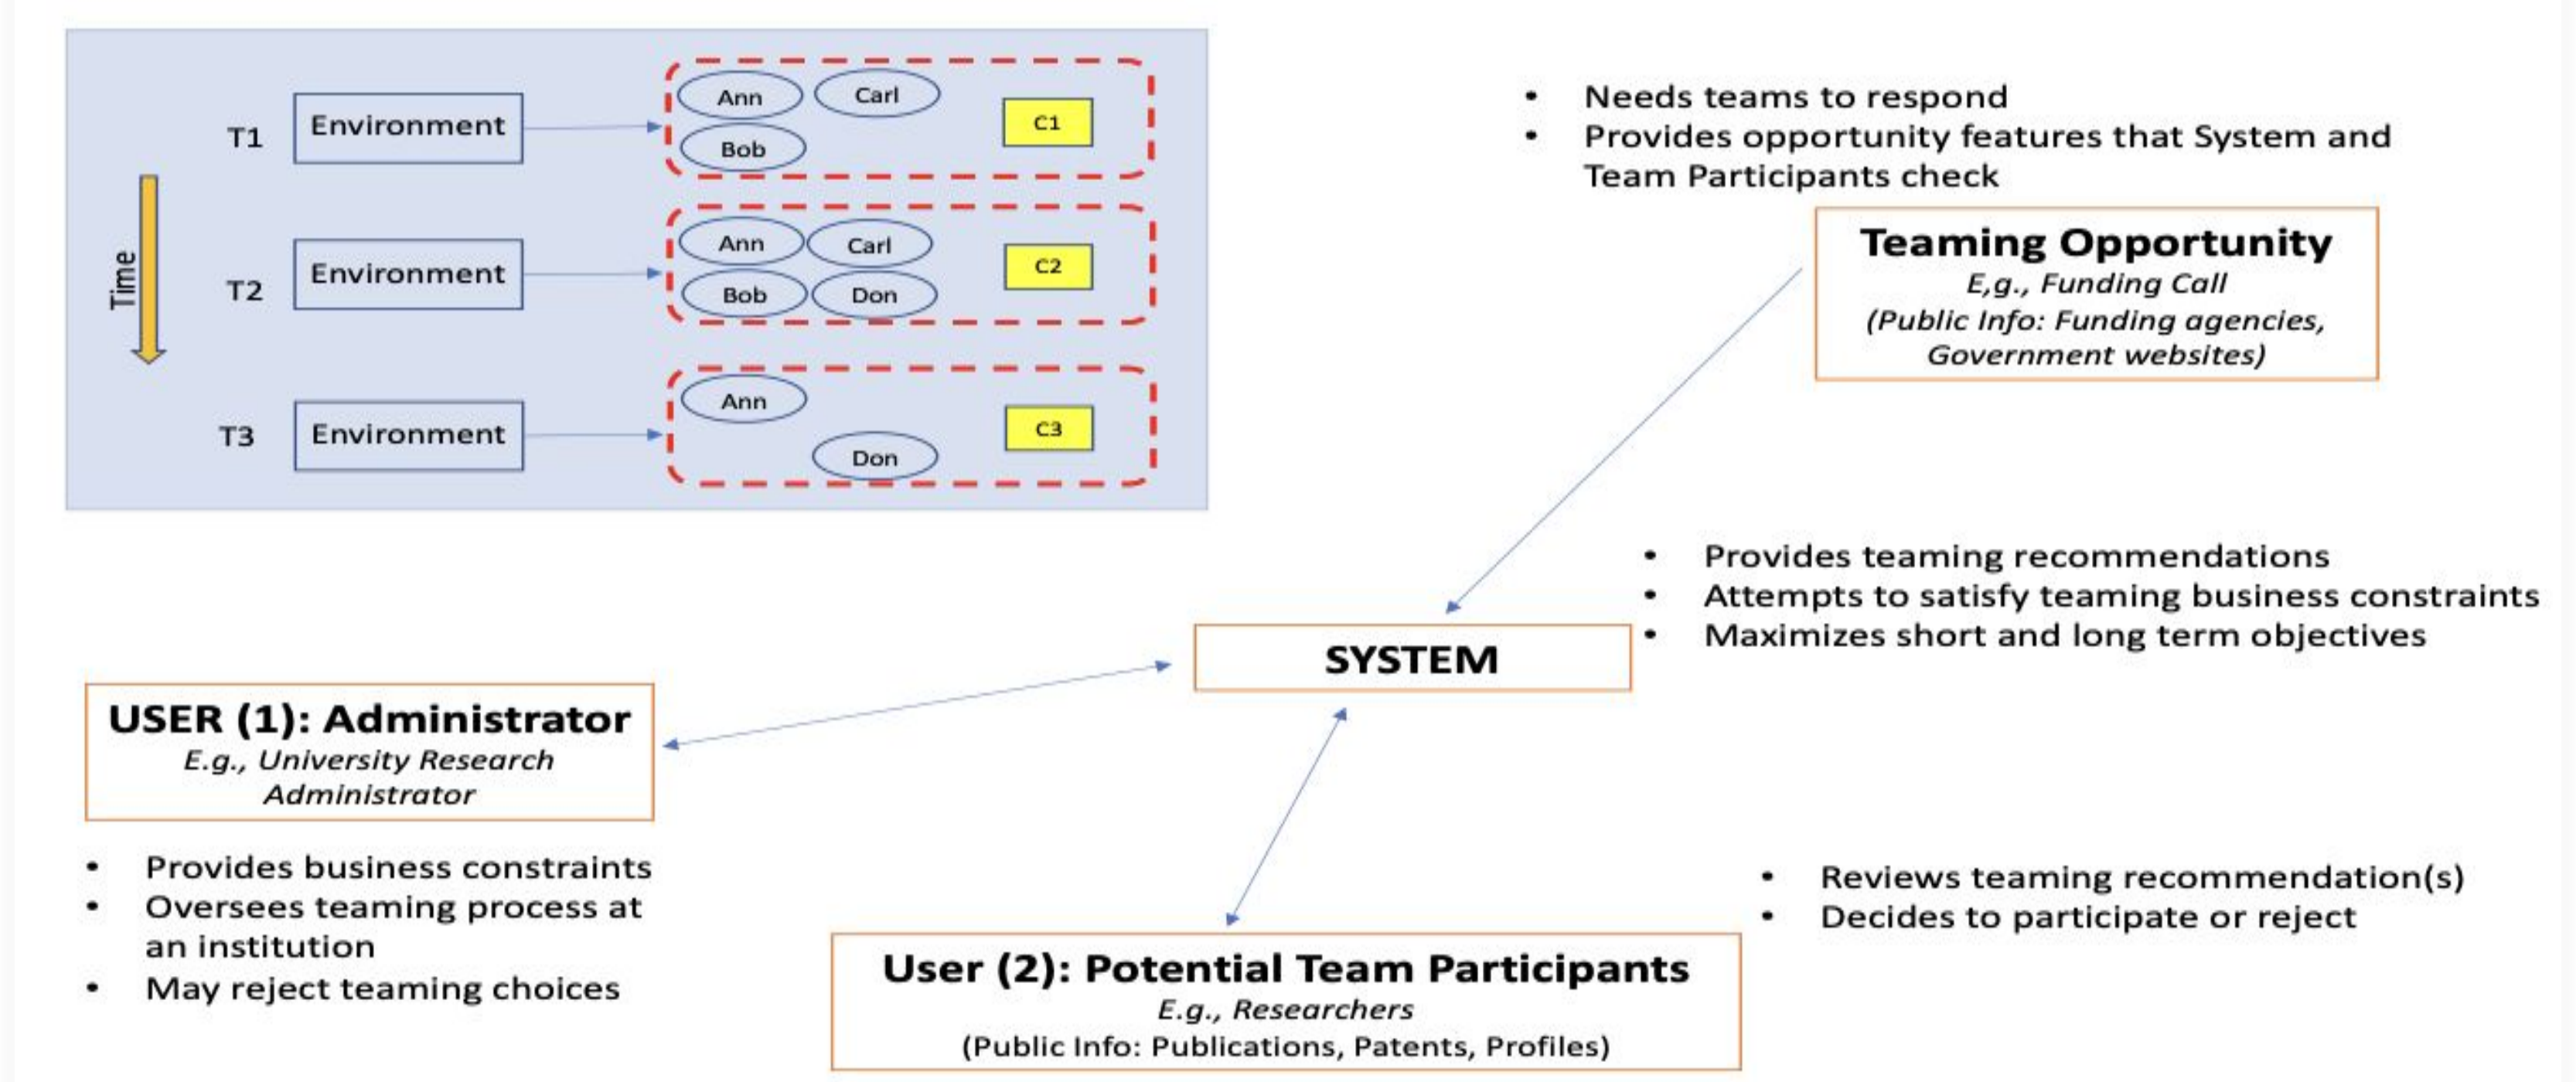 T1
Environment
Ann
Carl
Bob
C1
Time
T2
Environment
Ann
Carl
Bob
Don
C2
T3
Environment
Ann
Don
C3
• Needs teams to respond
• Provides opportunity features that System and
Team Participants check
Teaming Opportunity
E,g., Funding Call
(Public Info: Funding agencies,
Government websites)
• Provides teaming recommendations
• Attempts to satisfy teaming business constraints
• Maximizes short and long term objectives
SYSTEM
USER (1): Administrator
E.g., University Research
Administrator
• Provides business constraints
• Oversees teaming process at
an institution
• May reject teaming choices
• Reviews teaming recommendation(s)
• Decides to participate or reject
User (2): Potential Team Participants
E.g., Researchers
(Public Info: Publications, Patents, Profiles)